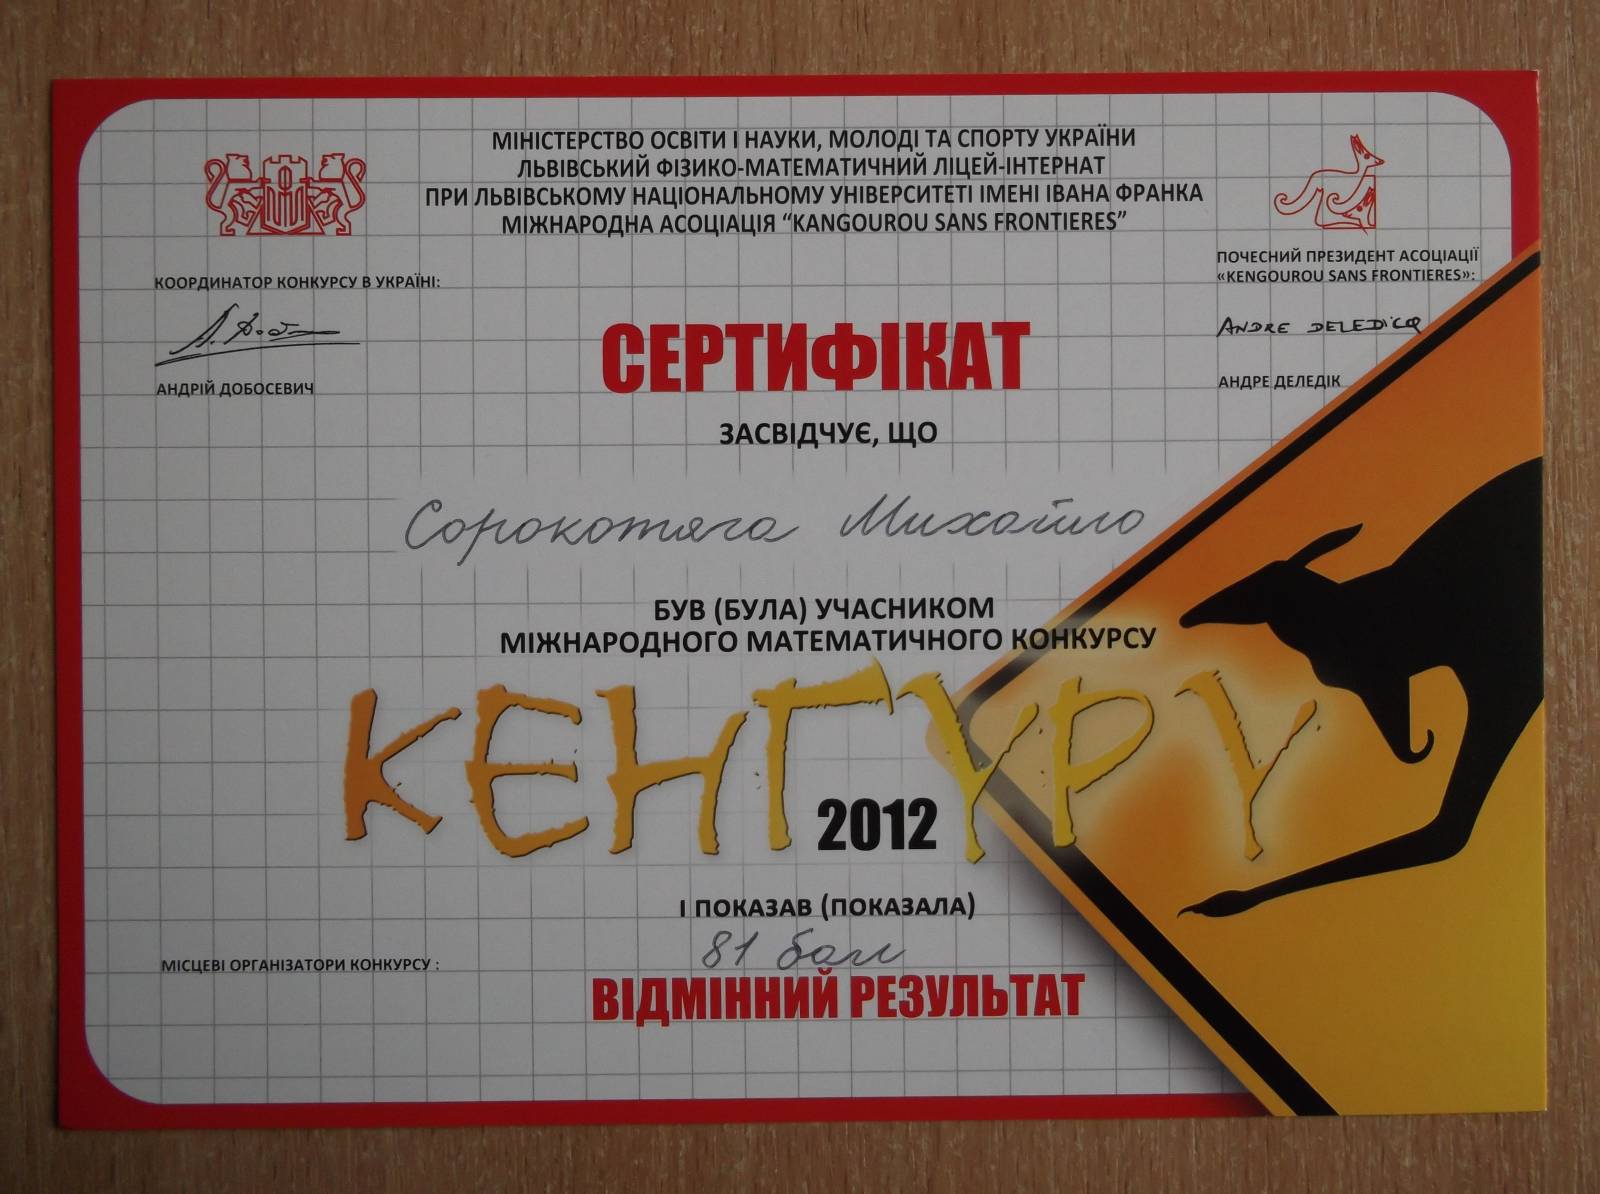 МІНІСТЕРСТВО ОСВІТИ І НАУКИ, МОЛОДІ ТА СПОРТУ УКРАЇНИ
ЛЬВІВСЬКИЙ ФІЗИКО-МАТЕМАТИЧНИЙ ЛІЦЕЙ-ІНТЕРНАТ
ПРИ ЛЬВІВСЬКОМУ НАЦІОНАЛЬНОМУ УНІВЕРСИТЕТІ ІМЕНІ ІВАНА ФРАНКА
МІЖНАРОДНА АСОЦІАЦІЯ “KANGOUROU SANS FRONTIERES”
КООРДИНАТОР КОНКУРСУ В УКРАЇНІ:
АНДРІЙ ДОБОСЕВИЧ
ПОЧЕСНИЙ ПРЕЗИДЕНТ АСОЦІАЦІЇ
«KENGOUROU SANS FRONTIERES»:
ANDRE DELEDICQ
АНДРЕ ДЕЛЕДІК
СЕРТИФІКАТ
ЗАСВІДЧУЄ, ЩО
Сорокотяга Михайло
БУВ (БУЛА) УЧАСНИКОМ
МІЖНАРОДНОГО МАТЕМАТИЧНОГО КОНКУРСУ
КЕНГУРУ
2012
І ПОКАЗАВ (ПОКАЗАЛА)
81 бал
ВІДМІННИЙ РЕЗУЛЬТАТ
МІСЦЕВІ ОРГАНІЗАТОРИ КОНКУРСУ :